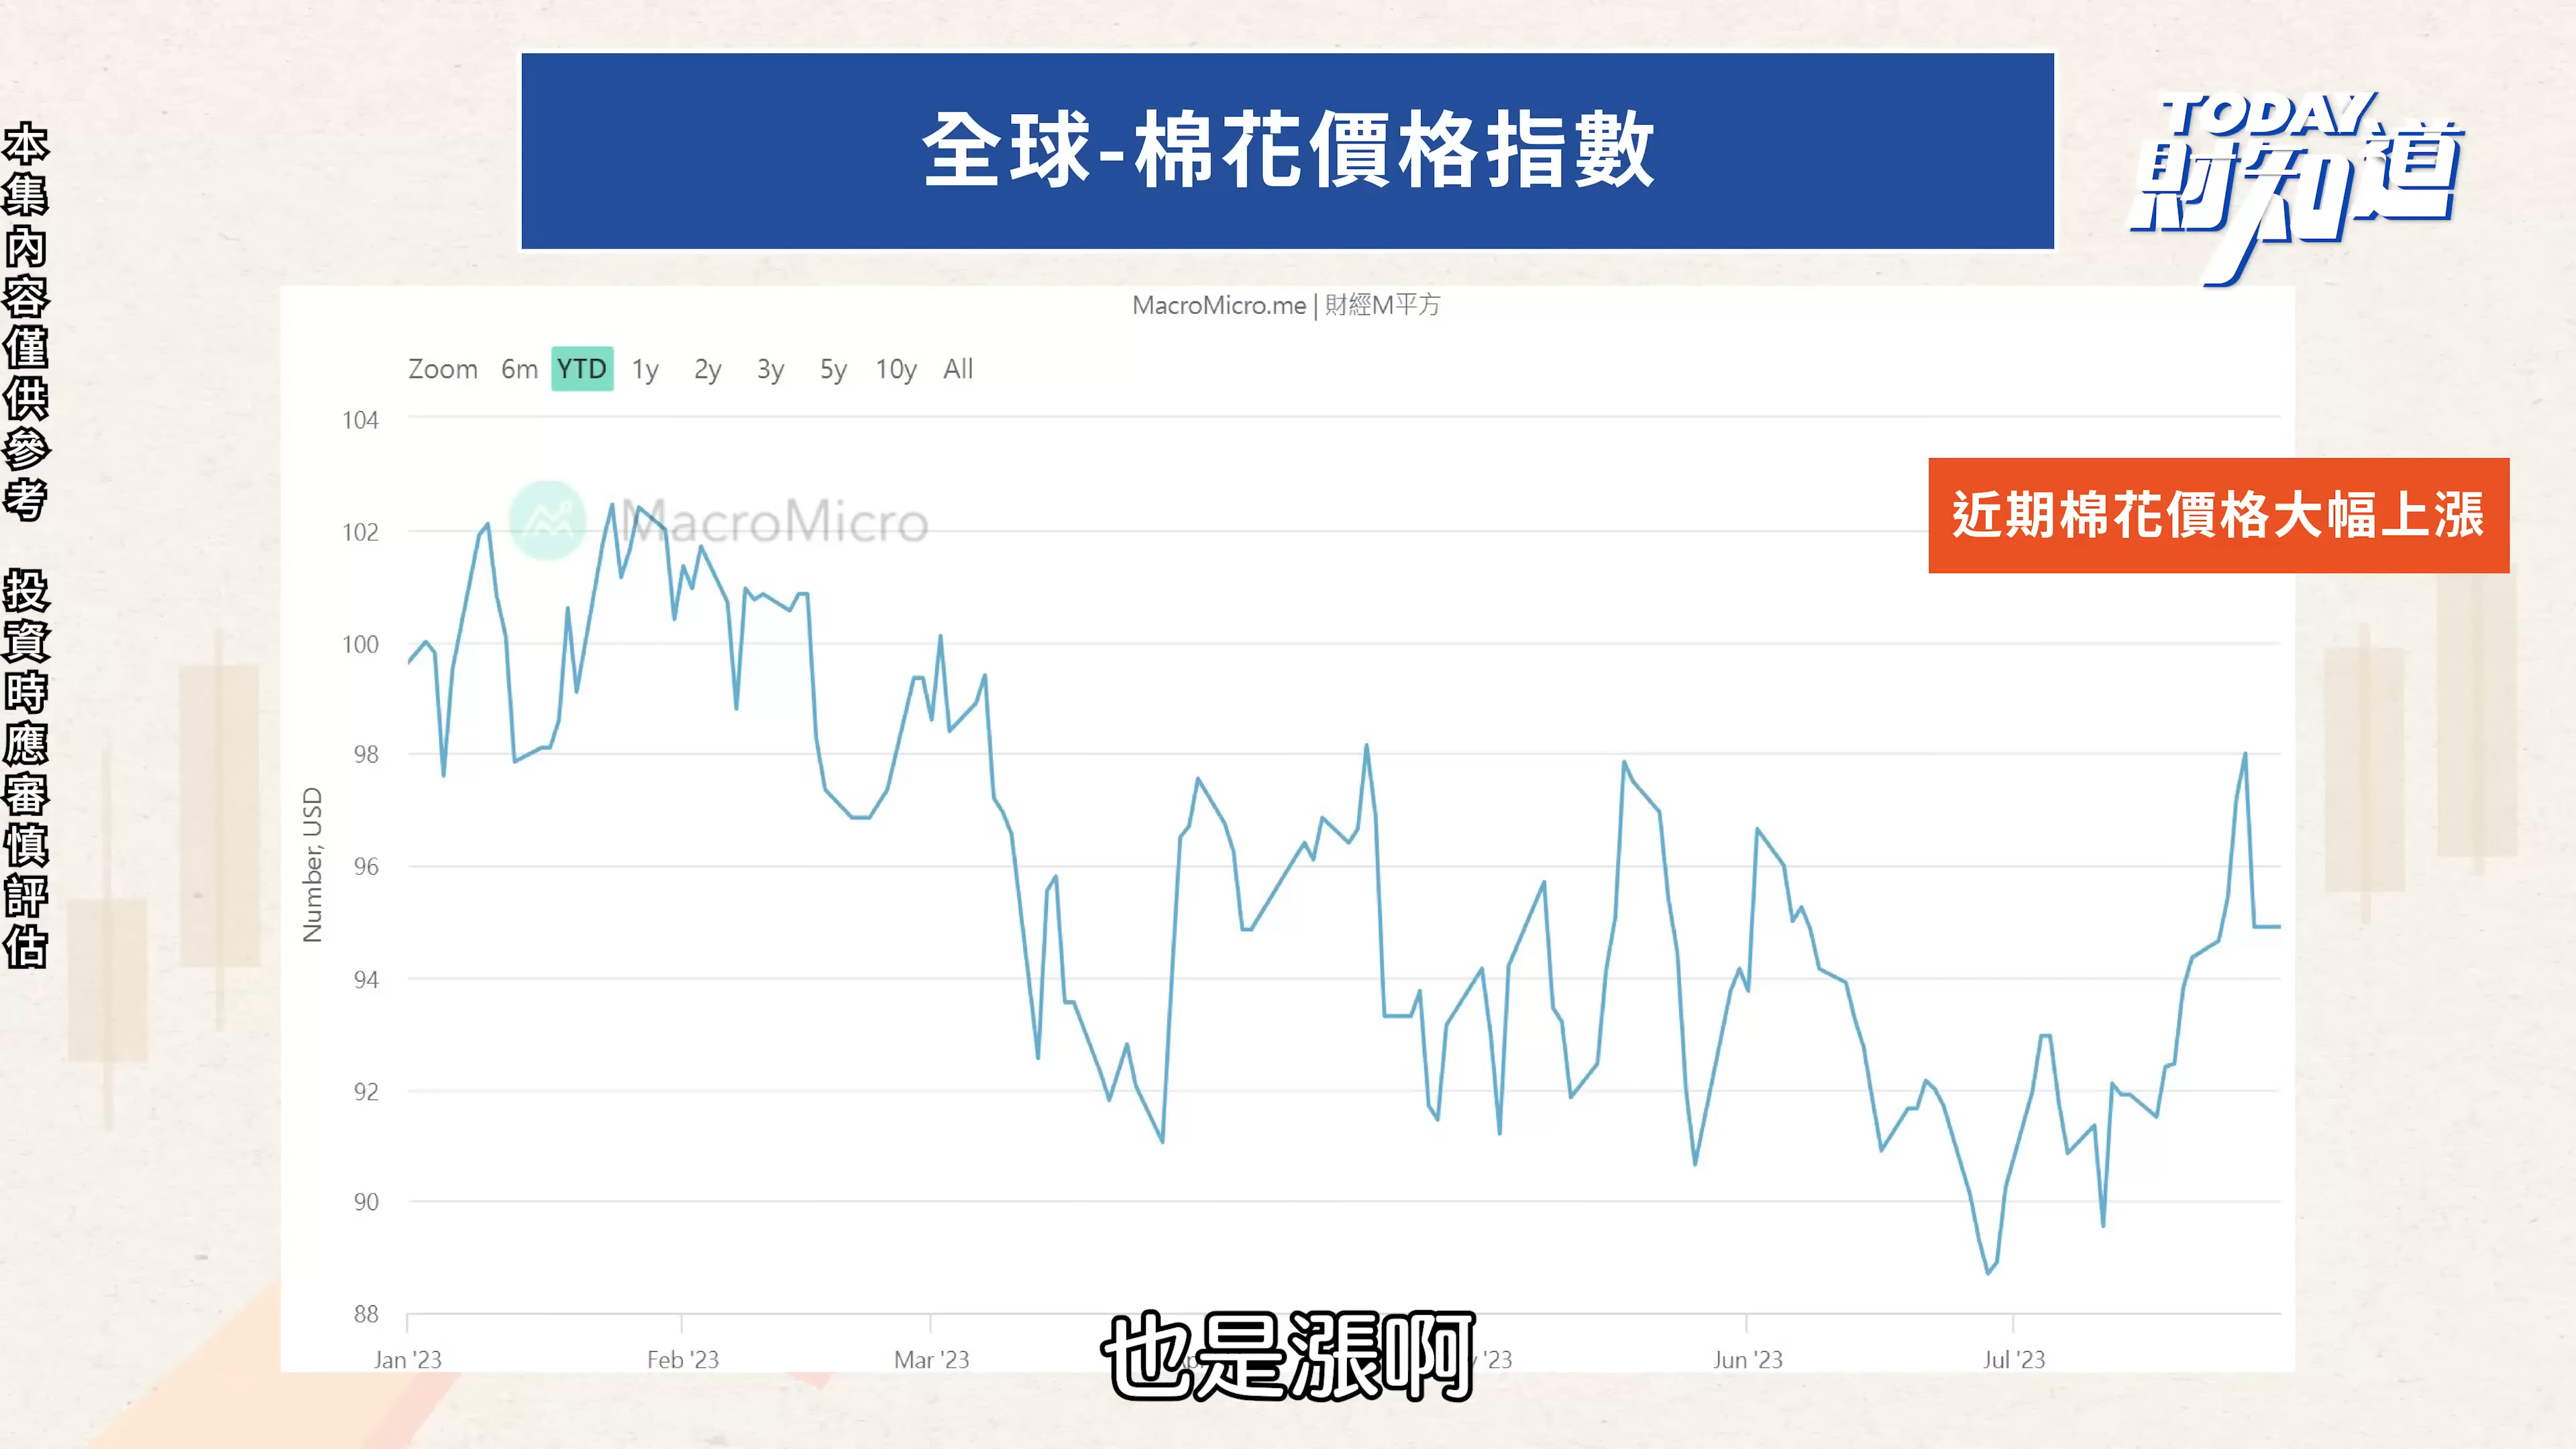 全球-棉花價格指數
TODAY
財知道
本集內容僅供參考 投資時應審慎評估
MacroMicro.me | 財經M平方
Zoom 6m YTD 1y 2y 3y 5y 10y All
近期棉花價格大幅上漲
MacroMicro
Number, USD
104
102
100
98
96
94
92
90
88
Jan '23 Feb '23 Mar '23 '23 Jun '23 Jul '23
也是漲啊